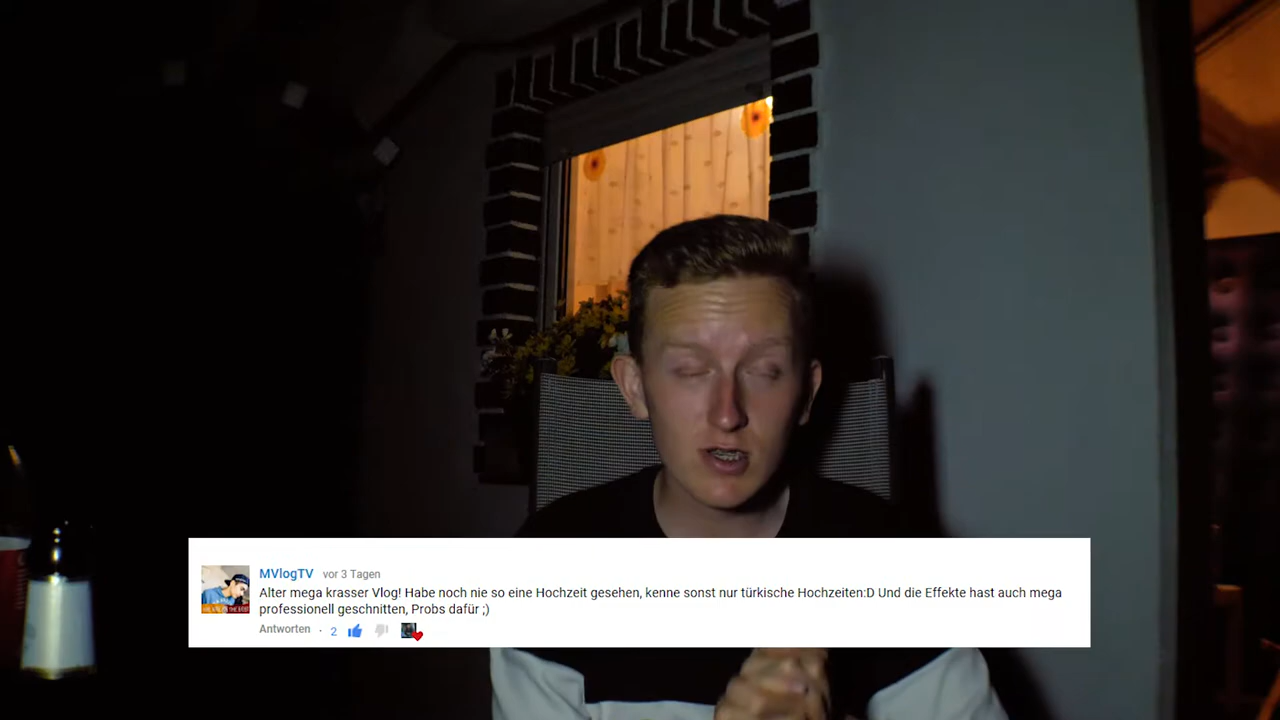 MVlogTV vor 3 Tagen
Alter mega krasser Vlog! Habe noch nie so eine Hochzeit gesehen, kenne sonst nur türkische Hochzeiten:D Und die Effekte hast auch mega
professionell geschnitten, Probs dafür ;)
Antworten · 2